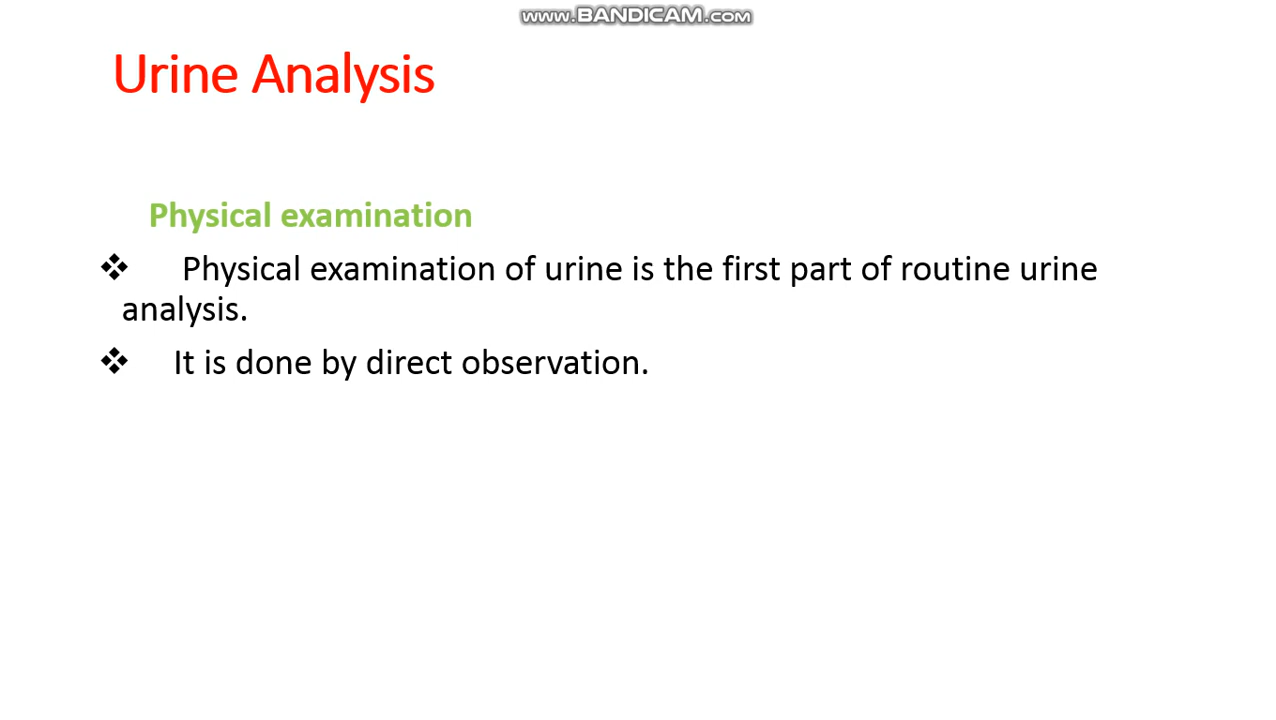 www.BANDICAM.com
Urine Analysis
Physical examination
❖ Physical examination of urine is the first part of routine urine
analysis.
❖ It is done by direct observation.